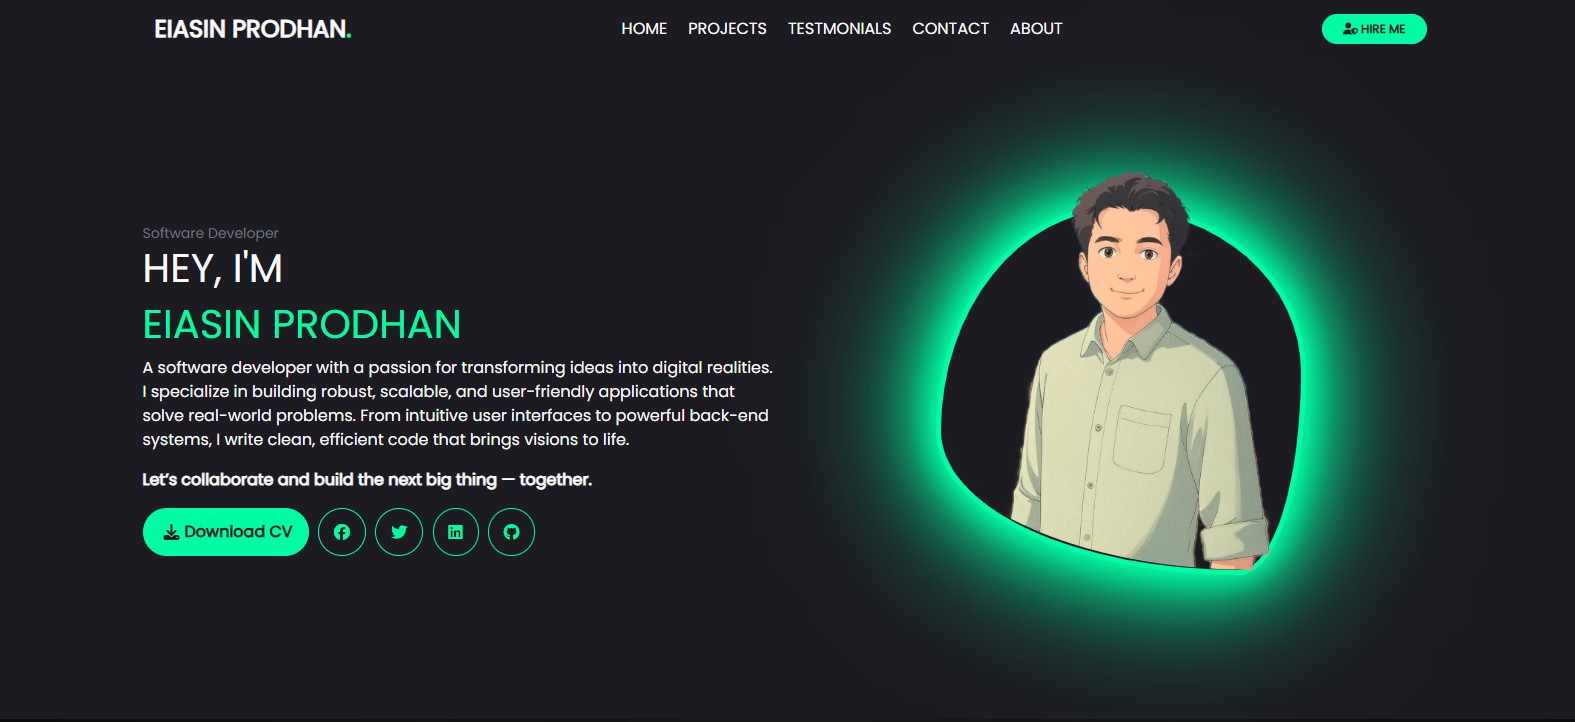 EIASIN PRODHAN.
HOME PROJECTS TESTMONIALS CONTACT ABOUT
HIRE ME
Software Developer
HEY, I'M
EIASIN PRODHAN
A software developer with a passion for transforming ideas into digital realities.
I specialize in building robust, scalable, and user-friendly applications that
solve real-world problems. From intuitive user interfaces to powerful back-end
systems, I write clean, efficient code that brings visions to life.
Let’s collaborate and build the next big thing — together.
Download CV